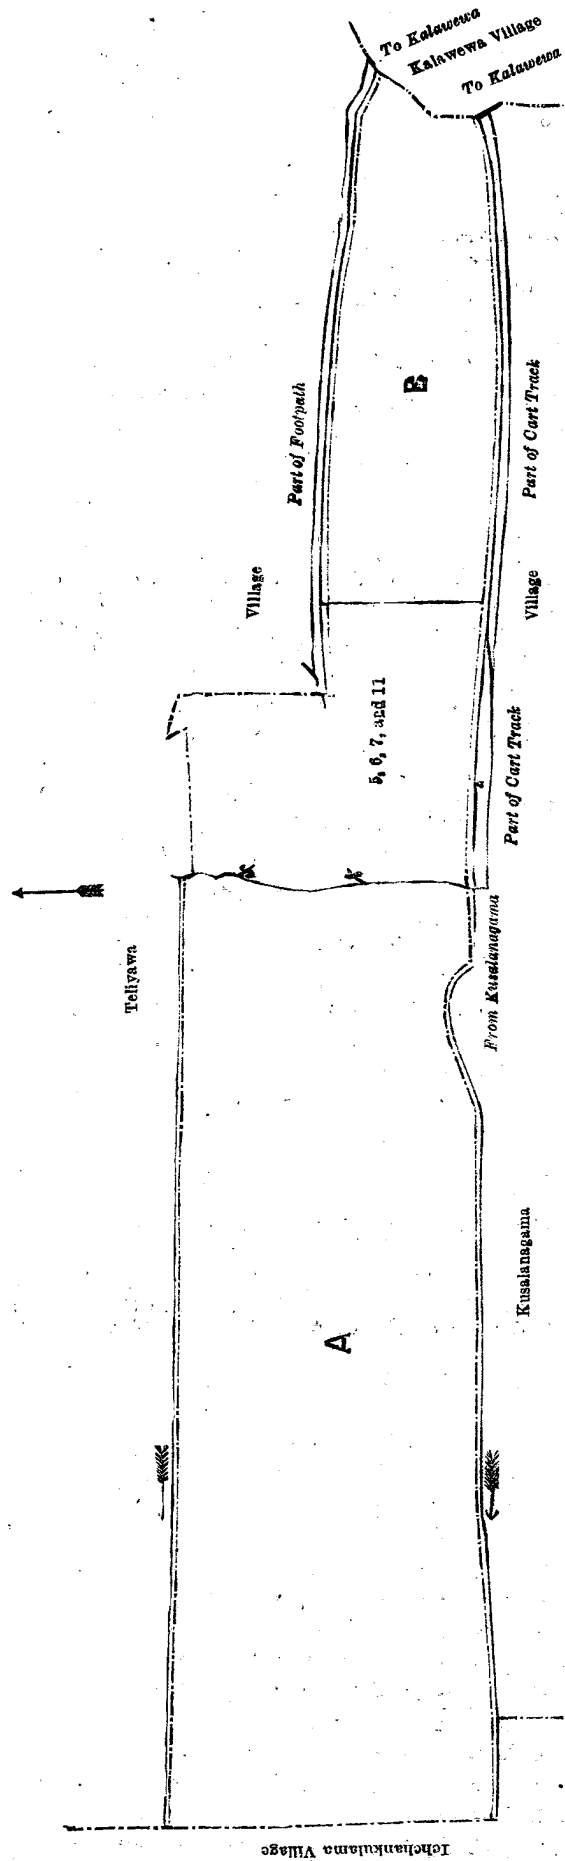 To Kalawewa
Kalawewa Village
To Kalawewa
B
Part of Footpath
Part of Cart Track
Village
Village
5, 6, 7, and 11
Part of Cart Track
Teliyawa
From Kusalanagama
Kusalanagama
A
Ichchankulama Village